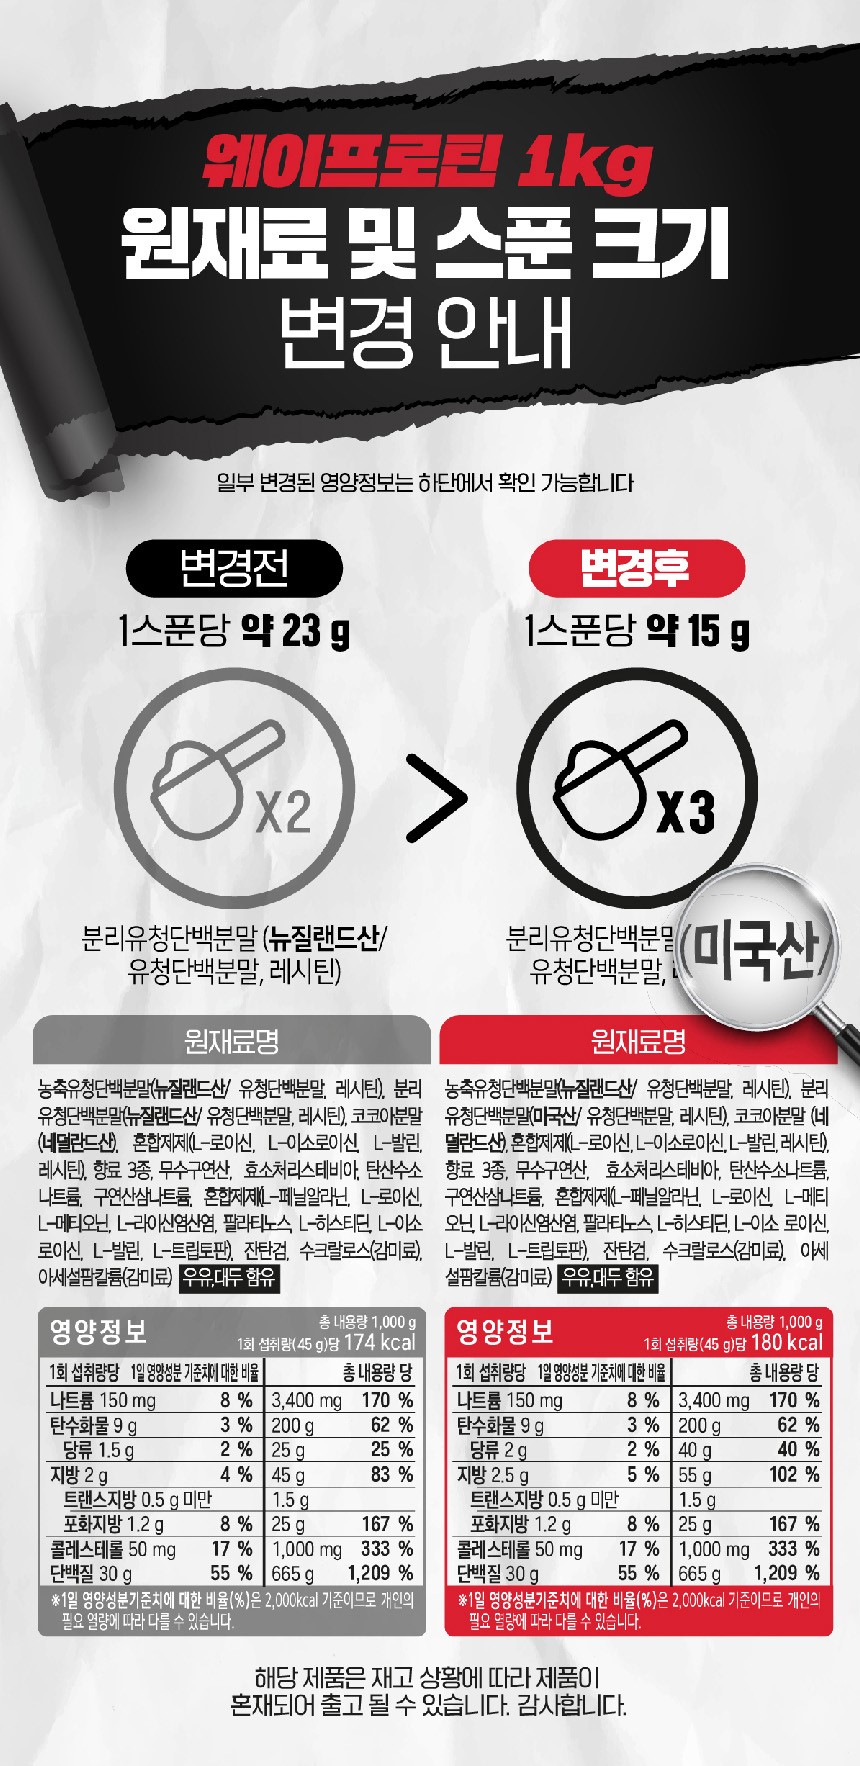 웨이프로틴 1kg
원재료 및 스푼 크기
변경 안내
일부 변경된 영양정보는 하단에서 확인 가능합니다
변경전
1스푼당 약 23 g
X2
분리유청단백분말 (뉴질랜드산/
유청단백분말, 레시틴)
>
변경후
1스푼당 약 15 g
X3
분리유청단백분말 (미국산/
유청단백분말,
원재료명
농축유청단백분말(뉴질랜드산/ 유청단백분말, 레시틴), 분리
유청단백분말(뉴질랜드산/ 유청단백분말, 레시틴), 코코아분말
(네덜란드산), 혼합제제(L-로이신, L-이소로이신, L-발린,
레시틴), 향료 3종, 무수구연산, 효소처리스테비아, 탄산수소
나트륨, 구연산삼나트륨, 혼합제제(L-페닐알라닌, L-로이신,
L-메티오닌, L-라이신염산염, 팔라티노스, L-히스티딘, L-이소
로이신, L-발린, L-트립토판), 잔탄검, 수크랄로스(감미료),
아세설팜칼륨(감미료) 우유,대두 함유
원재료명
농축유청단백분말(뉴질랜드산/ 유청단백분말, 레시틴), 분리
유청단백분말(미국산/ 유청단백분말, 레시틴), 코코아분말 (네
덜란드산), 혼합제제(L-로이신, L-이소로이신, L-발린, 레시틴),
향료 3종, 무수구연산, 효소처리스테비아, 탄산수소나트륨,
구연산삼나트륨, 혼합제제(L-페닐알라닌, L-로이신, L-메티
오닌, L-라이신염산염, 팔라티노스, L-히스티딘, L-이소 로이신,
L-발린, L-트립토판), 잔탄검, 수크랄로스(감미료), 아세
설팜칼륨(감미료) 우유,대두 함유
영양정보
총 내용량 1,000 g
1회 섭취량(45 g)당 174 kcal
1회 섭취량당 1일 영양성분 기준치에 대한 비율 총 내용량 당
나트륨 150 mg 8 % 3,400 mg 170 %
탄수화물 9 g 3 % 200 g 62 %
당류 1.5 g 2 % 25 g 25 %
지방 2 g 4 % 45 g 83 %
트랜스지방 0.5 g 미만 1.5 g
포화지방 1.2 g 8 % 25 g 167 %
콜레스테롤 50 mg 17 % 1,000 mg 333 %
단백질 30 g 55 % 665 g 1,209 %
※1일 영양성분기준치에 대한 비율(%)은 2,000kcal 기준이므로 개인의
필요 열량에 따라 다를 수 있습니다.
영양정보
총 내용량 1,000 g
1회 섭취량(45 g)당 180 kcal
1회 섭취량당 1일 영양성분 기준치에 대한 비율 총 내용량 당
나트륨 150 mg 8 % 3,400 mg 170 %
탄수화물 9 g 3 % 200 g 62 %
당류 2 g 2 % 40 g 40 %
지방 2.5 g 5 % 55 g 102 %
트랜스지방 0.5 g 미만 1.5 g
포화지방 1.2 g 8 % 25 g 167 %
콜레스테롤 50 mg 17 % 1,000 mg 333 %
단백질 30 g 55 % 665 g 1,209 %
※1일 영양성분기준치에 대한 비율(%)은 2,000kcal 기준이므로 개인의
필요 열량에 따라 다를 수 있습니다.
해당 제품은 재고 상황에 따라 제품이
혼재되어 출고 될 수 있습니다. 감사합니다.